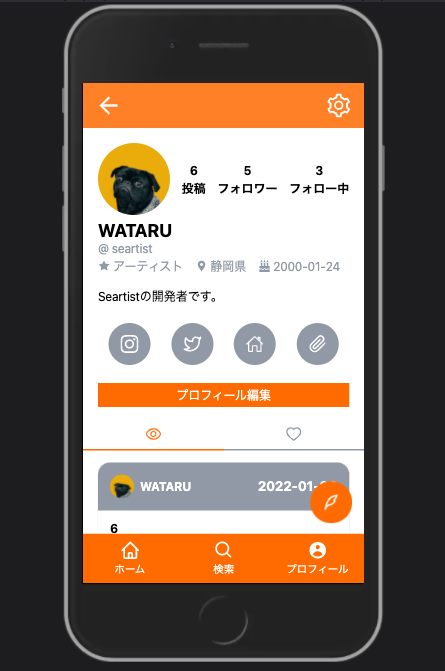 6 5 3
投稿 フォロワー フォロー中
WATARU
@ seartist
アーティスト 静岡県 2000-01-24
Seartistの開発者です。
プロフィール編集
WATARU
6
ホーム 検索 プロフィール